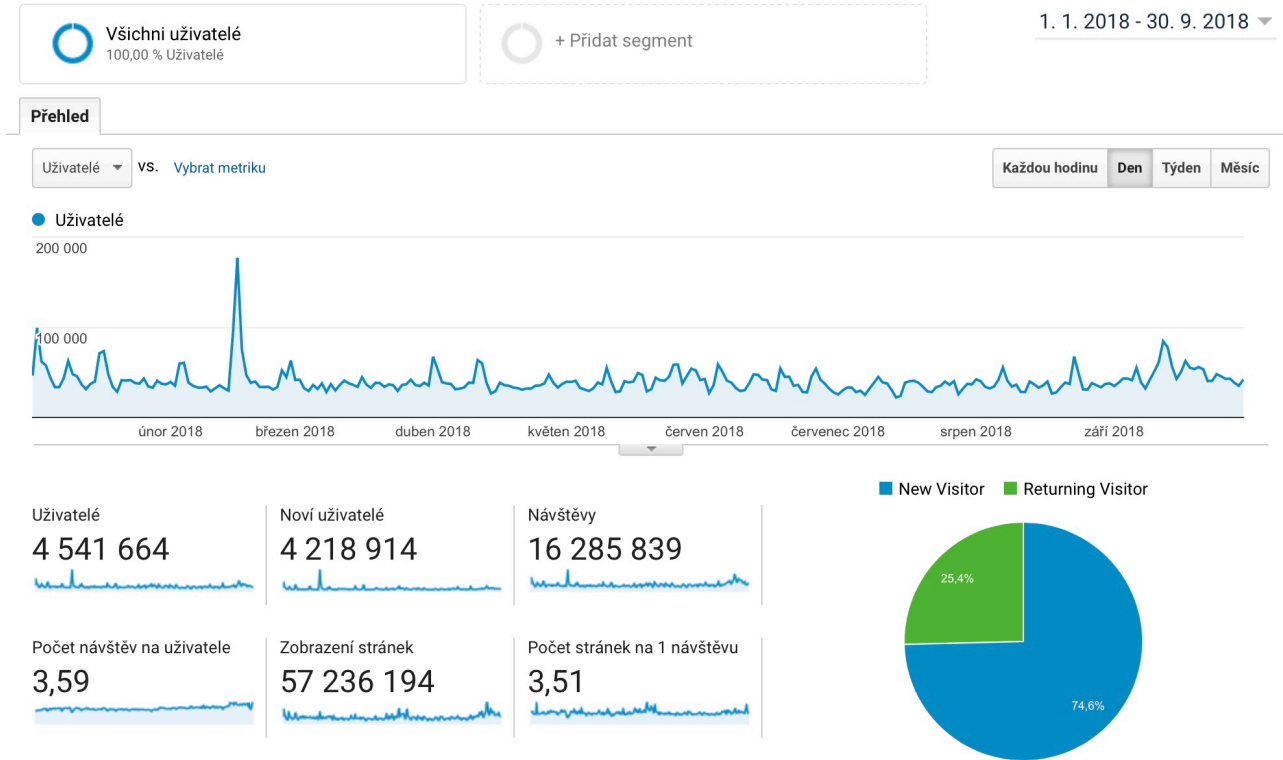 Všichni uživatelé
100,00 % Uživatelé
+ Přidat segment
1. 1. 2018 - 30. 9. 2018
Přehled
Uživatelé
VS.
Vybrat metriku
Každou hodinu
Den
Týden
Měsíc
Uživatelé
200 000
100 000
únor 2018
březen 2018
duben 2018
květen 2018
červen 2018
červenec 2018
srpen 2018
září 2018
New Visitor
Returning Visitor
Uživatelé
4 541 664
Noví uživatelé
4 218 914
Návštěvy
16 285 839
Počet návštěv na uživatele
3,59
Zobrazení stránek
57 236 194
Počet stránek na 1 návštěvu
3,51
25,4%
74,6%